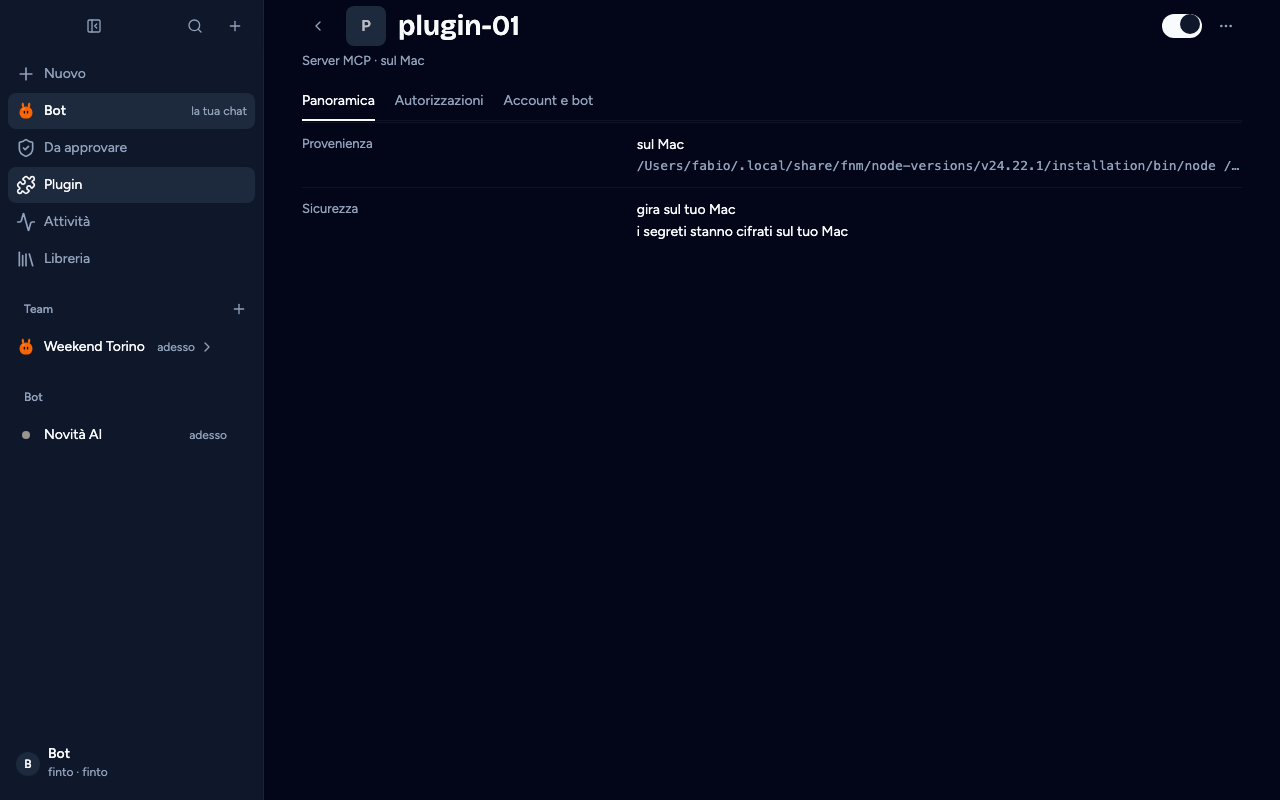 Nuovo
Bot
la tua chat
Da approvare
Plugin
Attività
Libreria
Team
Weekend Torino
adesso
Bot
Novità AI
adesso
B
Bot
finto · finto
P
plugin-01
Server MCP · sul Mac
Panoramica
Autorizzazioni
Account e bot
Provenienza
sul Mac
/Users/fabio/.local/share/fnm/node-versions/v24.22.1/installation/bin/node /…
Sicurezza
gira sul tuo Mac
i segreti stanno cifrati sul tuo Mac